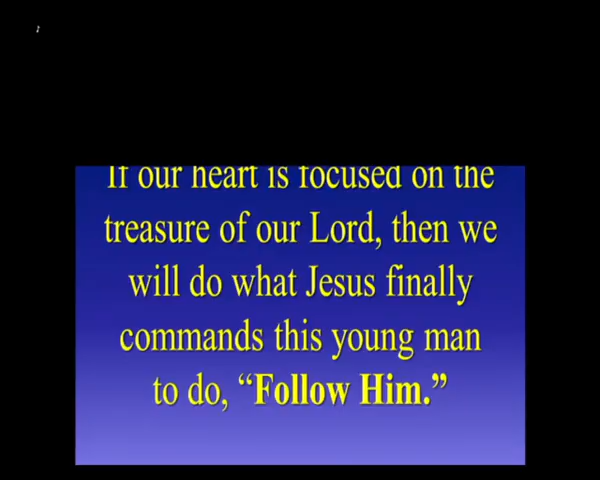 If our heart is focused on the
treasure of our Lord, then we
will do what Jesus finally
commands this young man
to do, “Follow Him.”